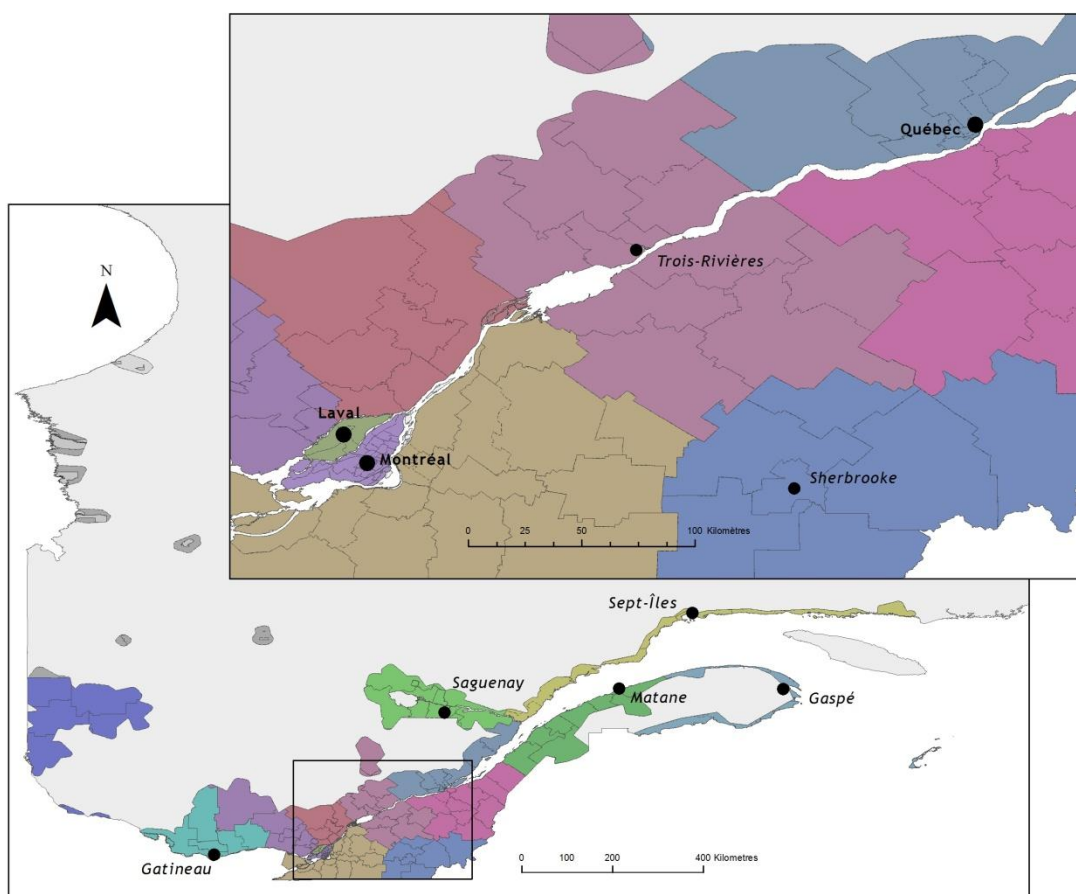 Québec
Trois-Rivières
N
Laval
Montréal
Sherbrooke
0 25 50 100 Kilomètres
Sept-Îles
Saguenay
Matane
Gaspé
Gatineau
0 100 200 400 Kilometres